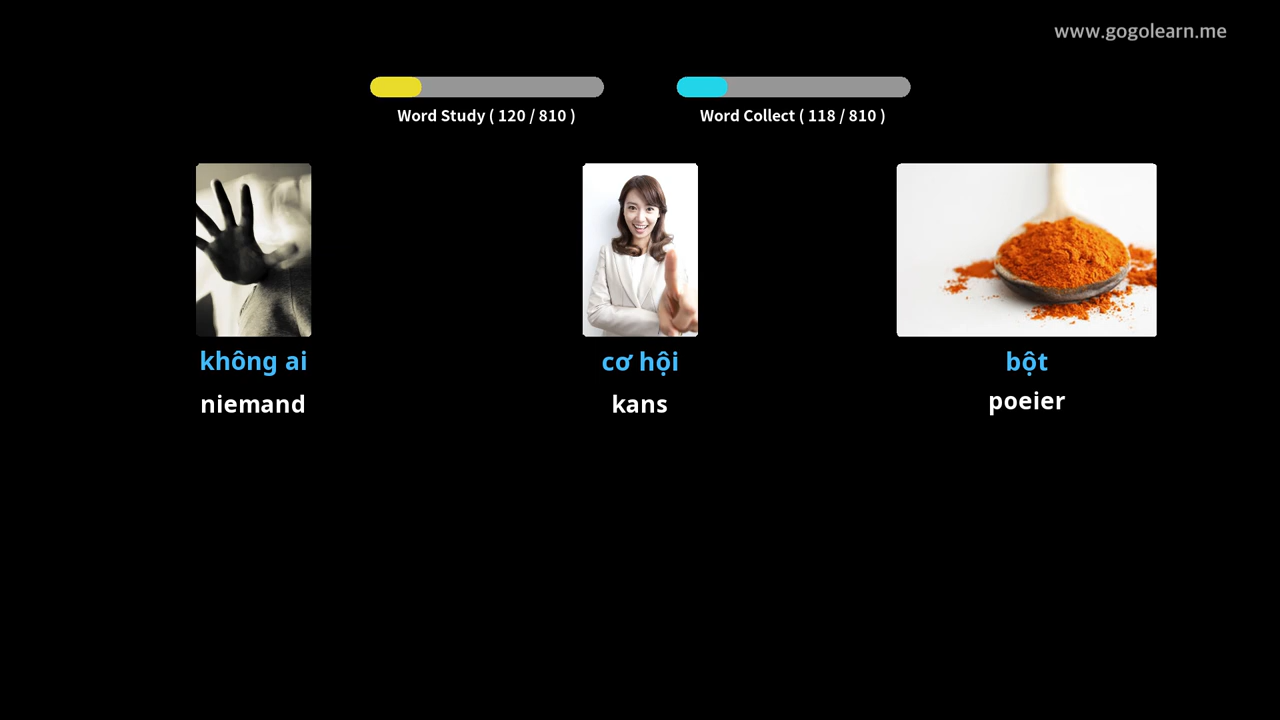 www.gogolearn.me
Word Study ( 120 / 810 )
Word Collect ( 118 / 810 )
không ai
niemand
cơ hội
kans
bột
poeier